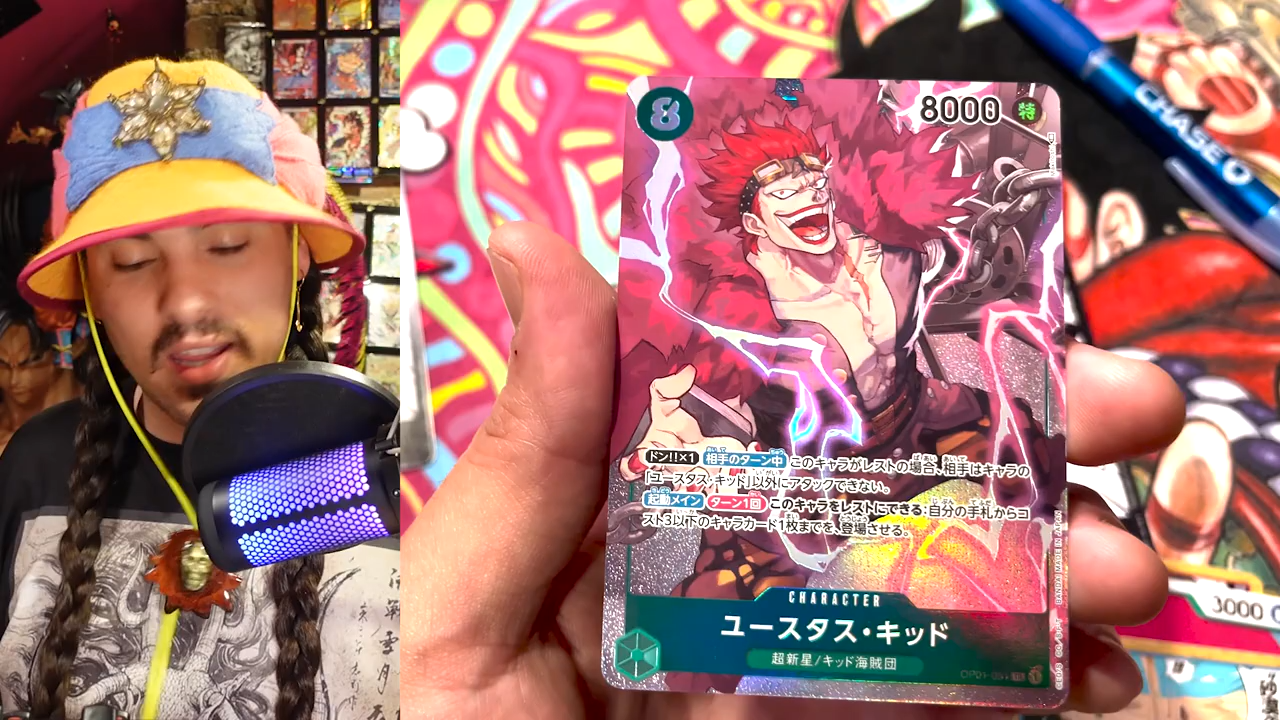 8
8000
特
ドン!!×1 相手のターン中 このキャラがレストの場合、相手はキャラの
「ユースタス・キッド」以外にアタックできない。
起動メイン ターン1回 このキャラをレストにできる:自分の手札からコ
スト3以下のキャラカード1枚までを、登場させる。
CHARACTER
ユースタス・キッド
超新星/キッド海賊団
BANDAI MADE IN JAPAN
CHASE
3000